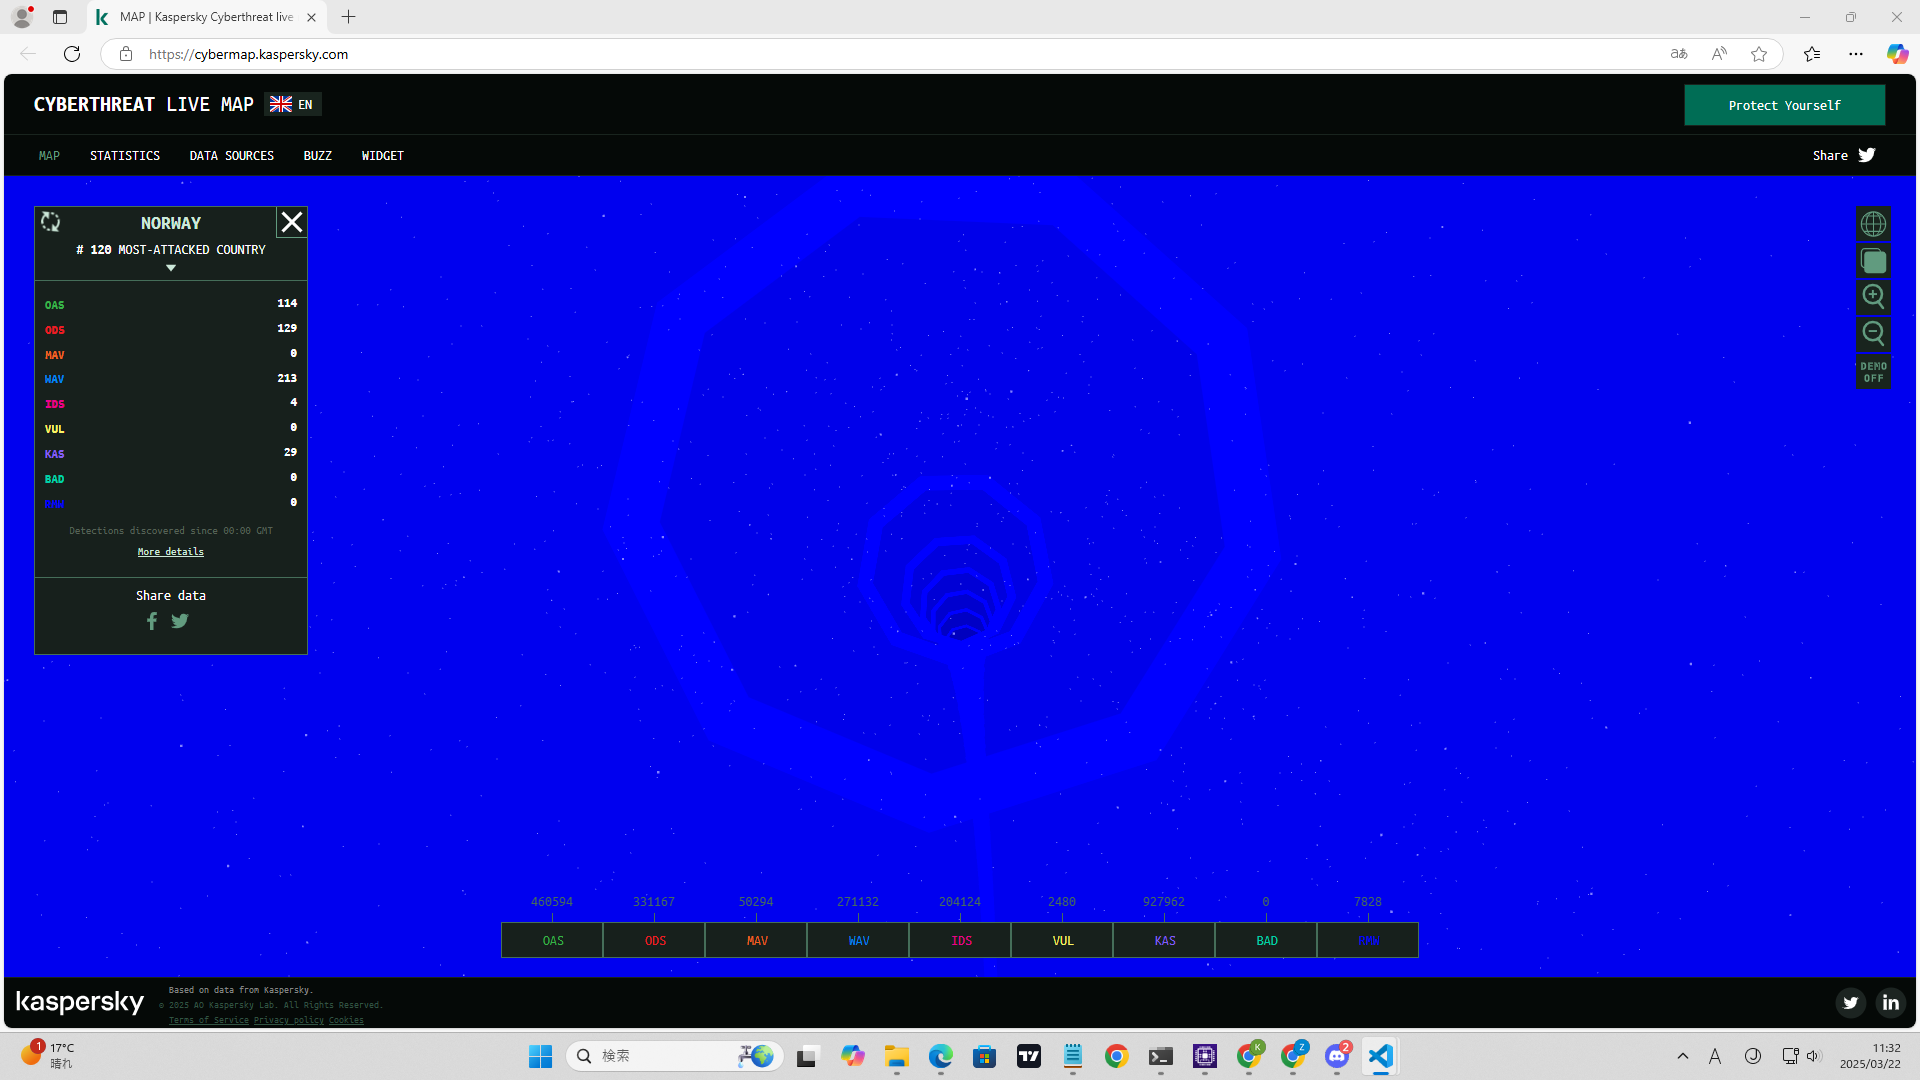 MAP | Kaspersky Cyberthreat live
https://cybermap.kaspersky.com
CYBERTHREAT LIVE MAP EN
Protect Yourself
MAP STATISTICS DATA SOURCES BUZZ WIDGET
Share
NORWAY
# 120 MOST-ATTACKED COUNTRY
OAS 114
ODS 129
MAV 0
WAV 213
IDS 4
VUL 0
KAS 29
BAD 0
RMW 0
Detections discovered since 00:00 GMT
More details
Share data
DEMO
OFF
460594 331167 50294 271132 204124 2480 927962 0 7828
OAS ODS MAV WAV IDS VUL KAS BAD RMW
kaspersky
Based on data from Kaspersky.
© 2025 AO Kaspersky Lab. All Rights Reserved.
Terms of Service Privacy policy Cookies
1
17°C
晴れ
検索
K
Z
2
A
11:32
2025/03/22